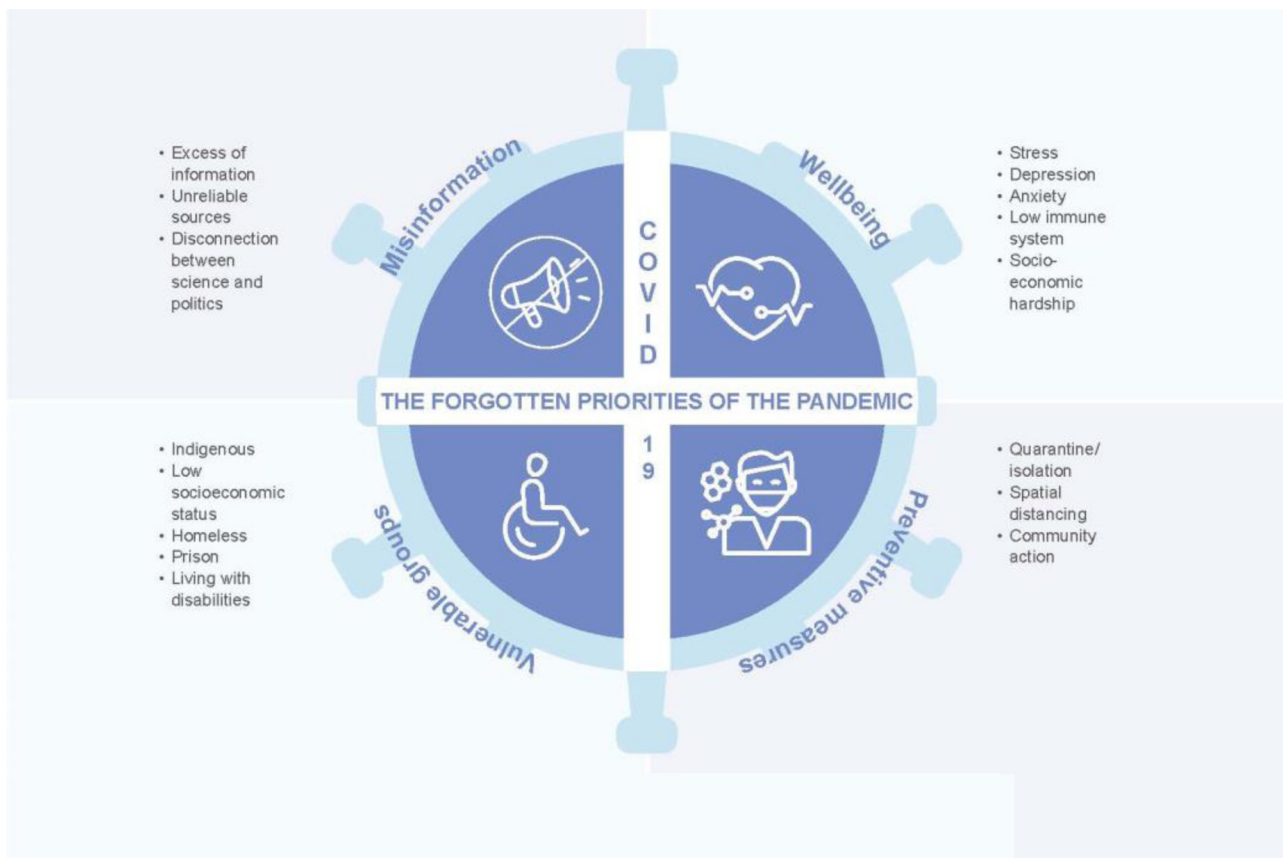 Misinformation
• Excess of
information
• Unreliable
sources
• Disconnection
between
science and
politics
Wellbeing
• Stress
• Depression
• Anxiety
• Low immune
system
• Socio-
economic
hardship
COVID
THE FORGOTTEN PRIORITIES OF THE PANDEMIC
19
Vulnerable groups
• Indigenous
• Low
socioeconomic
status
• Homeless
• Prison
• Living with
disabilities
Preventive measures
• Quarantine/
isolation
• Spatial
distancing
• Community
action